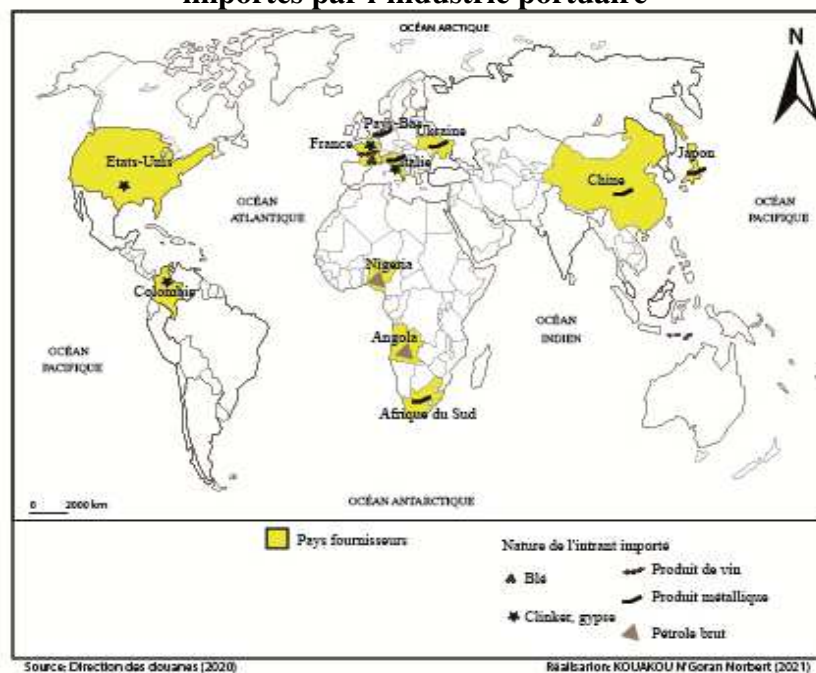 importés par l'industrie portuaire
OCÉAN ARCTIQUE
N
Pays-Bas
Ukraine
France
Italie
Etats-Unis
Japon
Chine
OCÉAN
ATLANTIQUE
OCÉAN
PACIFIQUE
Nigeria
Colombie
OCÉAN
INDIEN
Angola
OCÉAN
PACIFIQUE
Afrique du Sud
0 2000 km
OCÉAN ANTARCTIQUE
Pays fournisseurs
Nature de l'intrant importé
Blé
Produit de vin
Clinker, gypse
Produit métallique
Pétrole brut
Source: Direction des douanes (2020)
Réalisation: KOUAKOU N'Goran Norbert (2021)